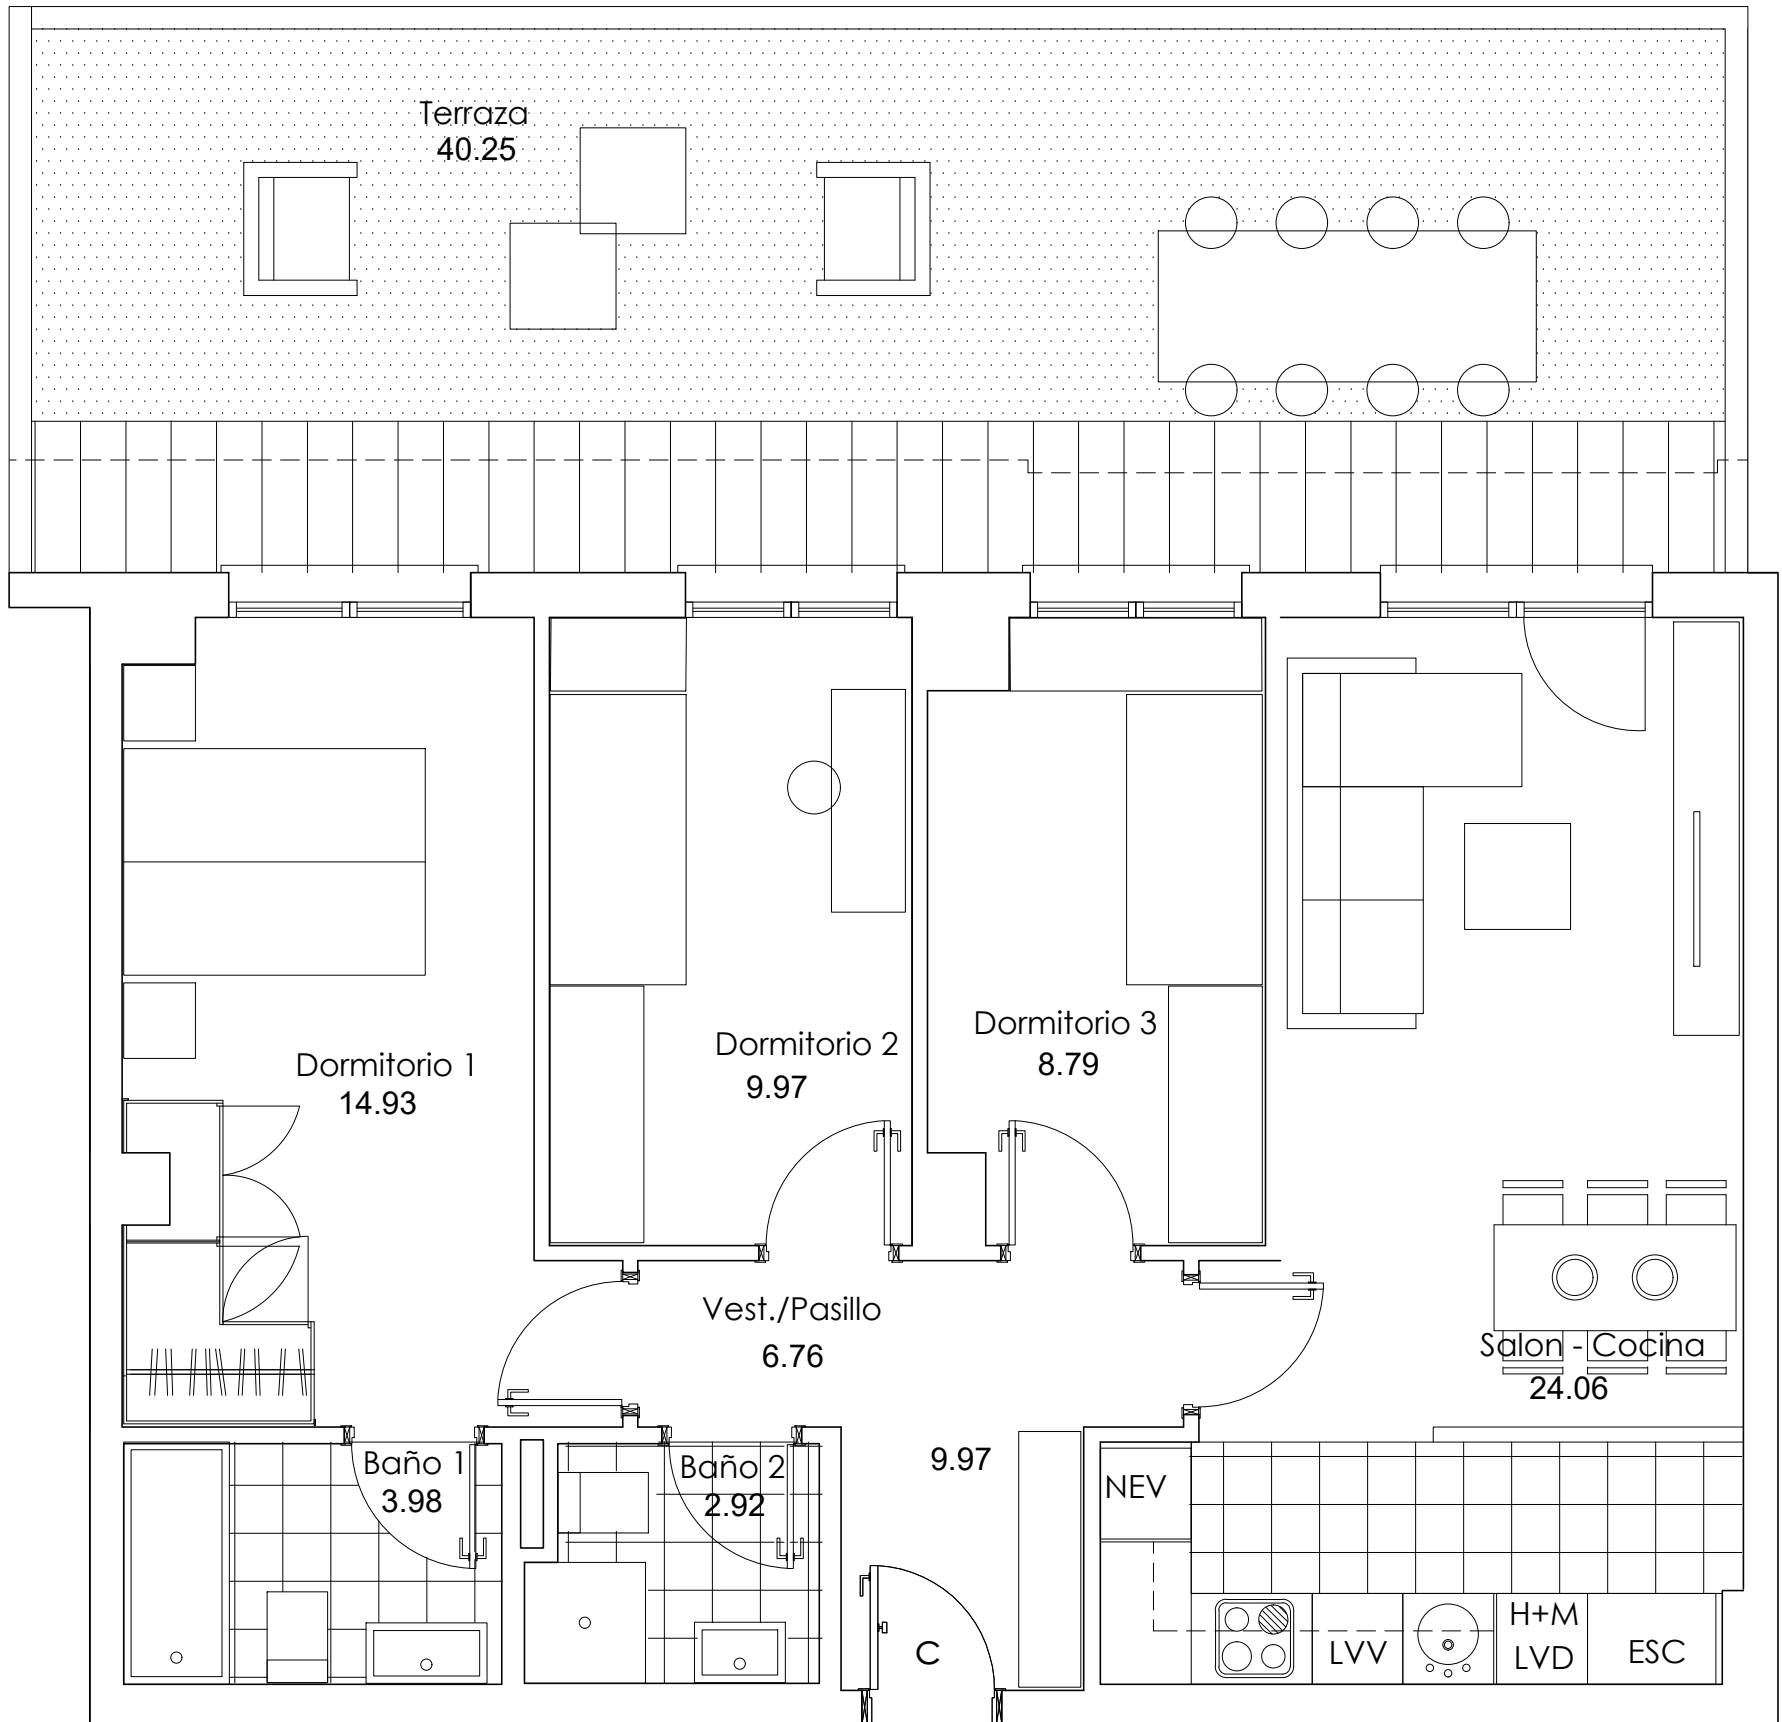 Terraza
40.25
Dormitorio 1
14.93
Dormitorio 2
9.97
Dormitorio 3
8.79
Vest./Pasillo
6.76
Salon - Cocina
24.06
Baño 1
3.98
Baño 2
2.92
9.97
C
NEV
LVV
H+M
LVD
ESC